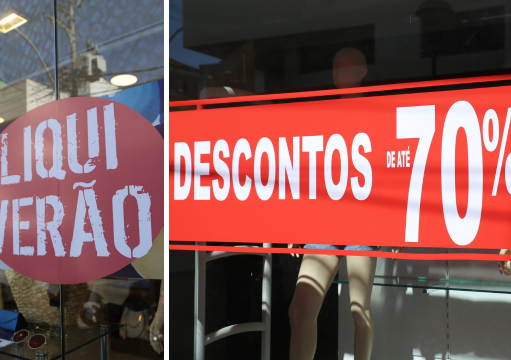 LIQUI
VERÃO
DESCONTOS DE ATÉ 70%